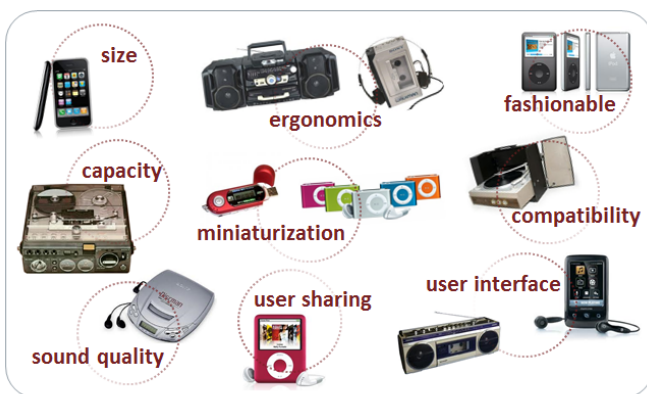 size
ergonomics
fashionable
capacity
miniaturization
compatibility
user sharing
user interface
sound quality